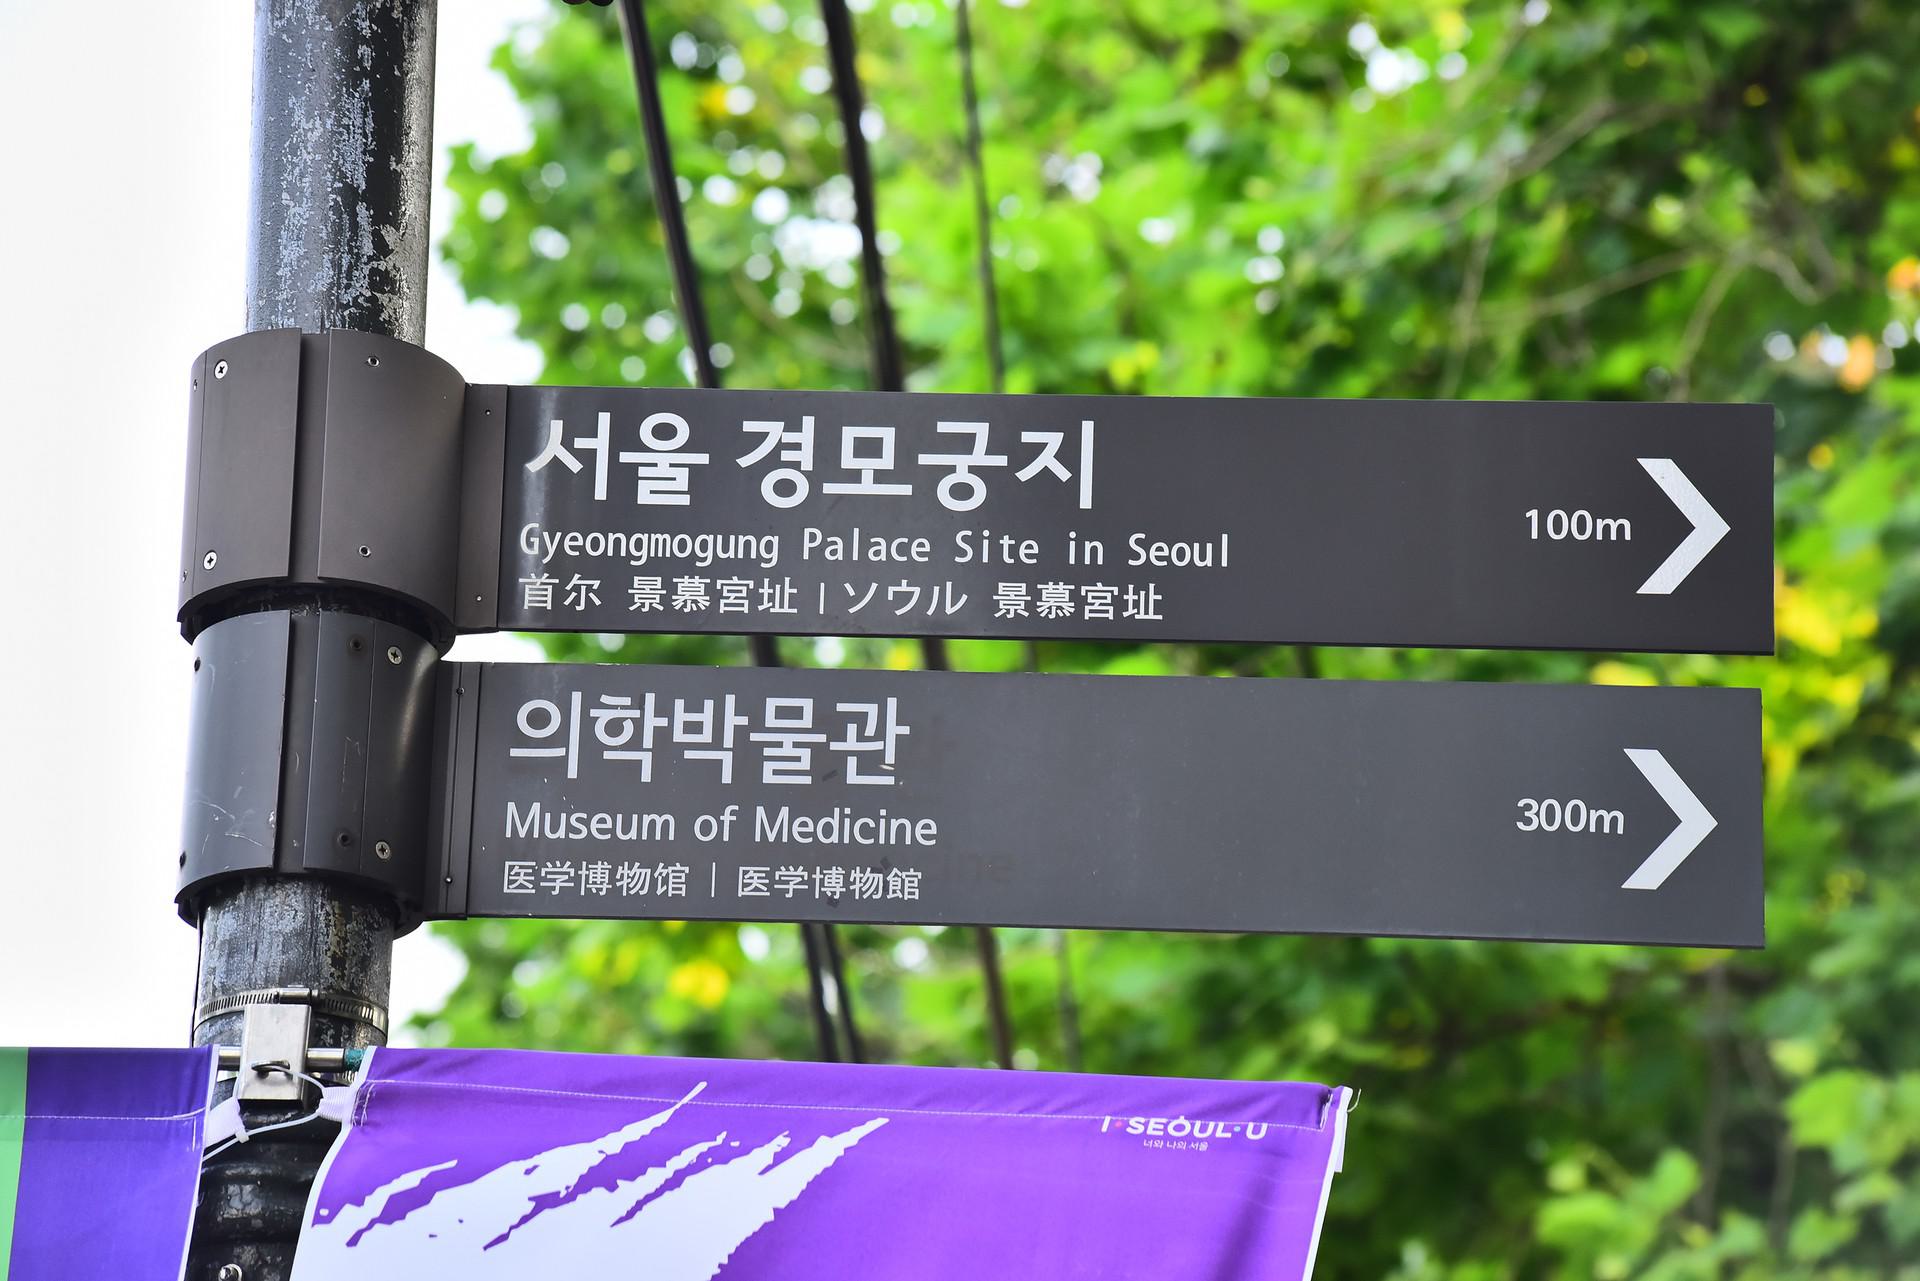 서울 경모궁지
Gyeongmogung Palace Site in Seoul
首尔 景慕宮址 | ソウル 景慕宮址
100m
의학박물관
Museum of Medicine
医学博物馆 | 医学博物館
300m
I·SEOUL·U
너와 나의 서울